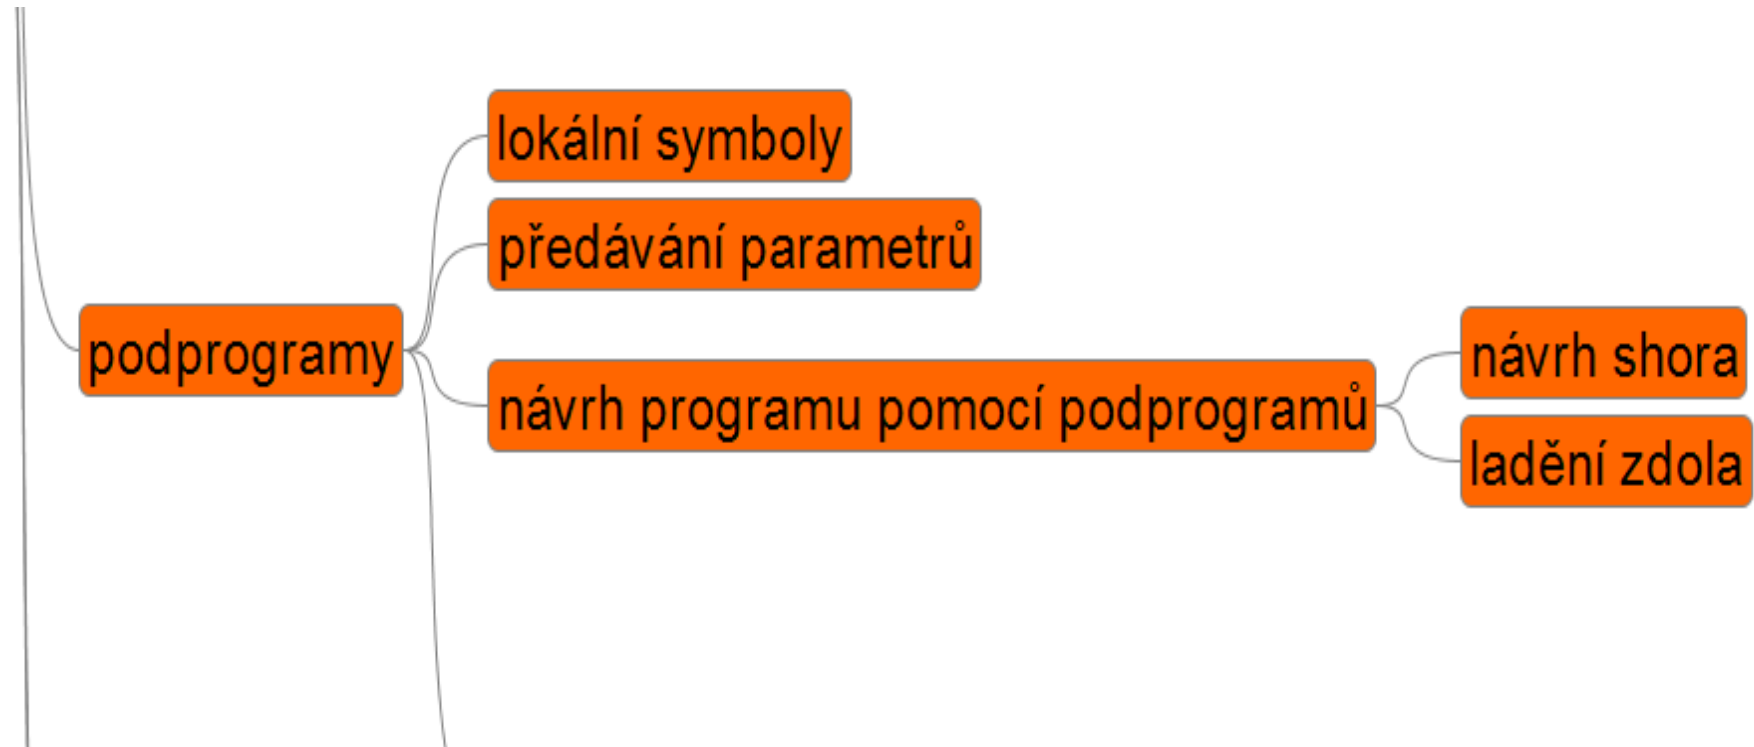 lokální symboly
předávání parametrů
podprogramy
návrh programu pomocí podprogramů
návrh shora
ladění zdola